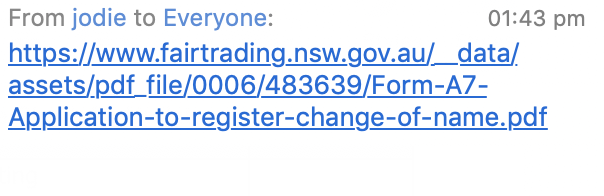 From jodie to Everyone: 01:43 pm
https://www.fairtrading.nsw.gov.au/__data/
assets/pdf_file/0006/483639/Form-A7-
Application-to-register-change-of-name.pdf